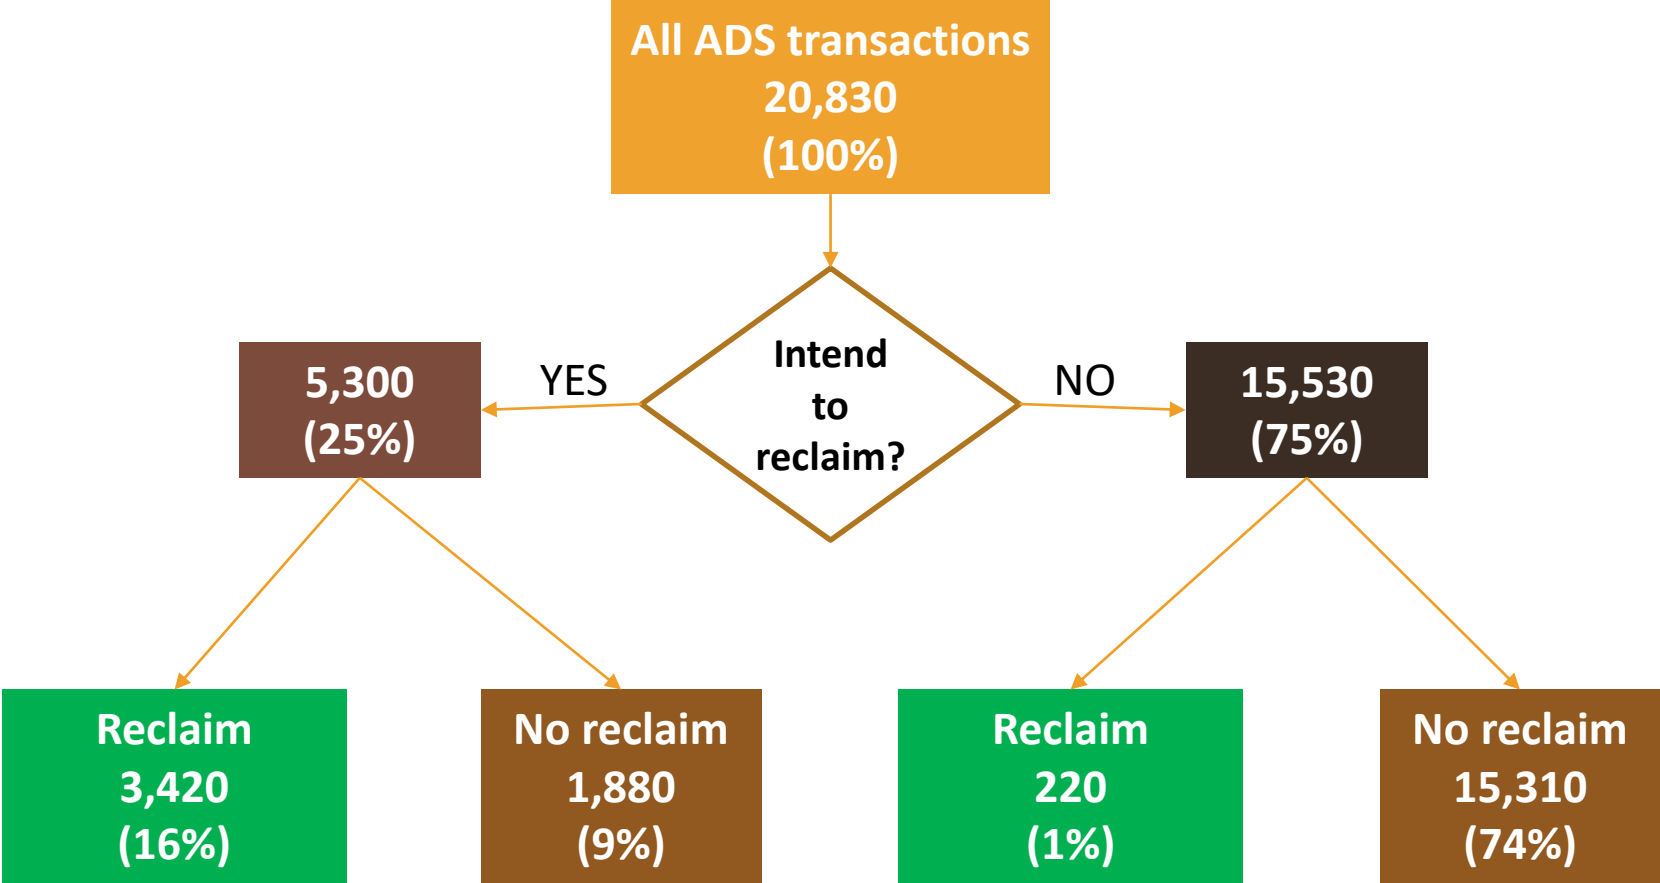 All ADS transactions
20,830
(100%)
Intend
to
reclaim?
YES
NO
5,300
(25%)
15,530
(75%)
Reclaim
3,420
(16%)
No reclaim
1,880
(9%)
Reclaim
220
(1%)
No reclaim
15,310
(74%)